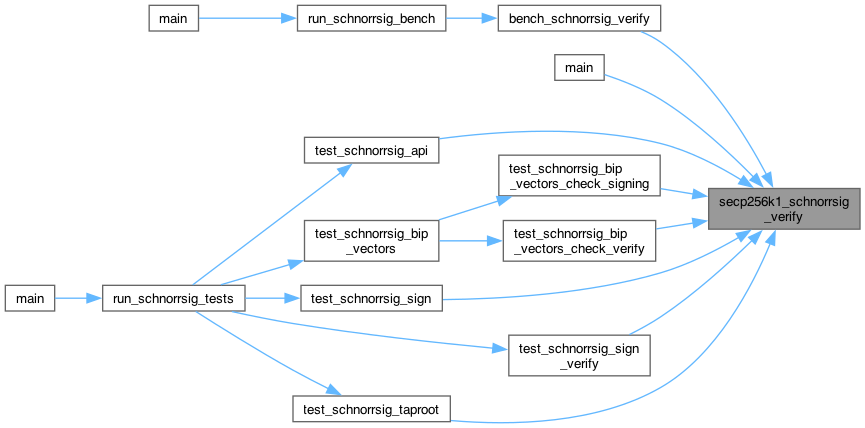 main
run_schnorrsig_bench
bench_schnorrsig_verify
main
test_schnorrsig_api
test_schnorrsig_bip
_vectors_check_signing
secp256k1_schnorrsig
_verify
test_schnorrsig_bip
_vectors
test_schnorrsig_bip
_vectors_check_verify
main
run_schnorrsig_tests
test_schnorrsig_sign
test_schnorrsig_sign
_verify
test_schnorrsig_taproot